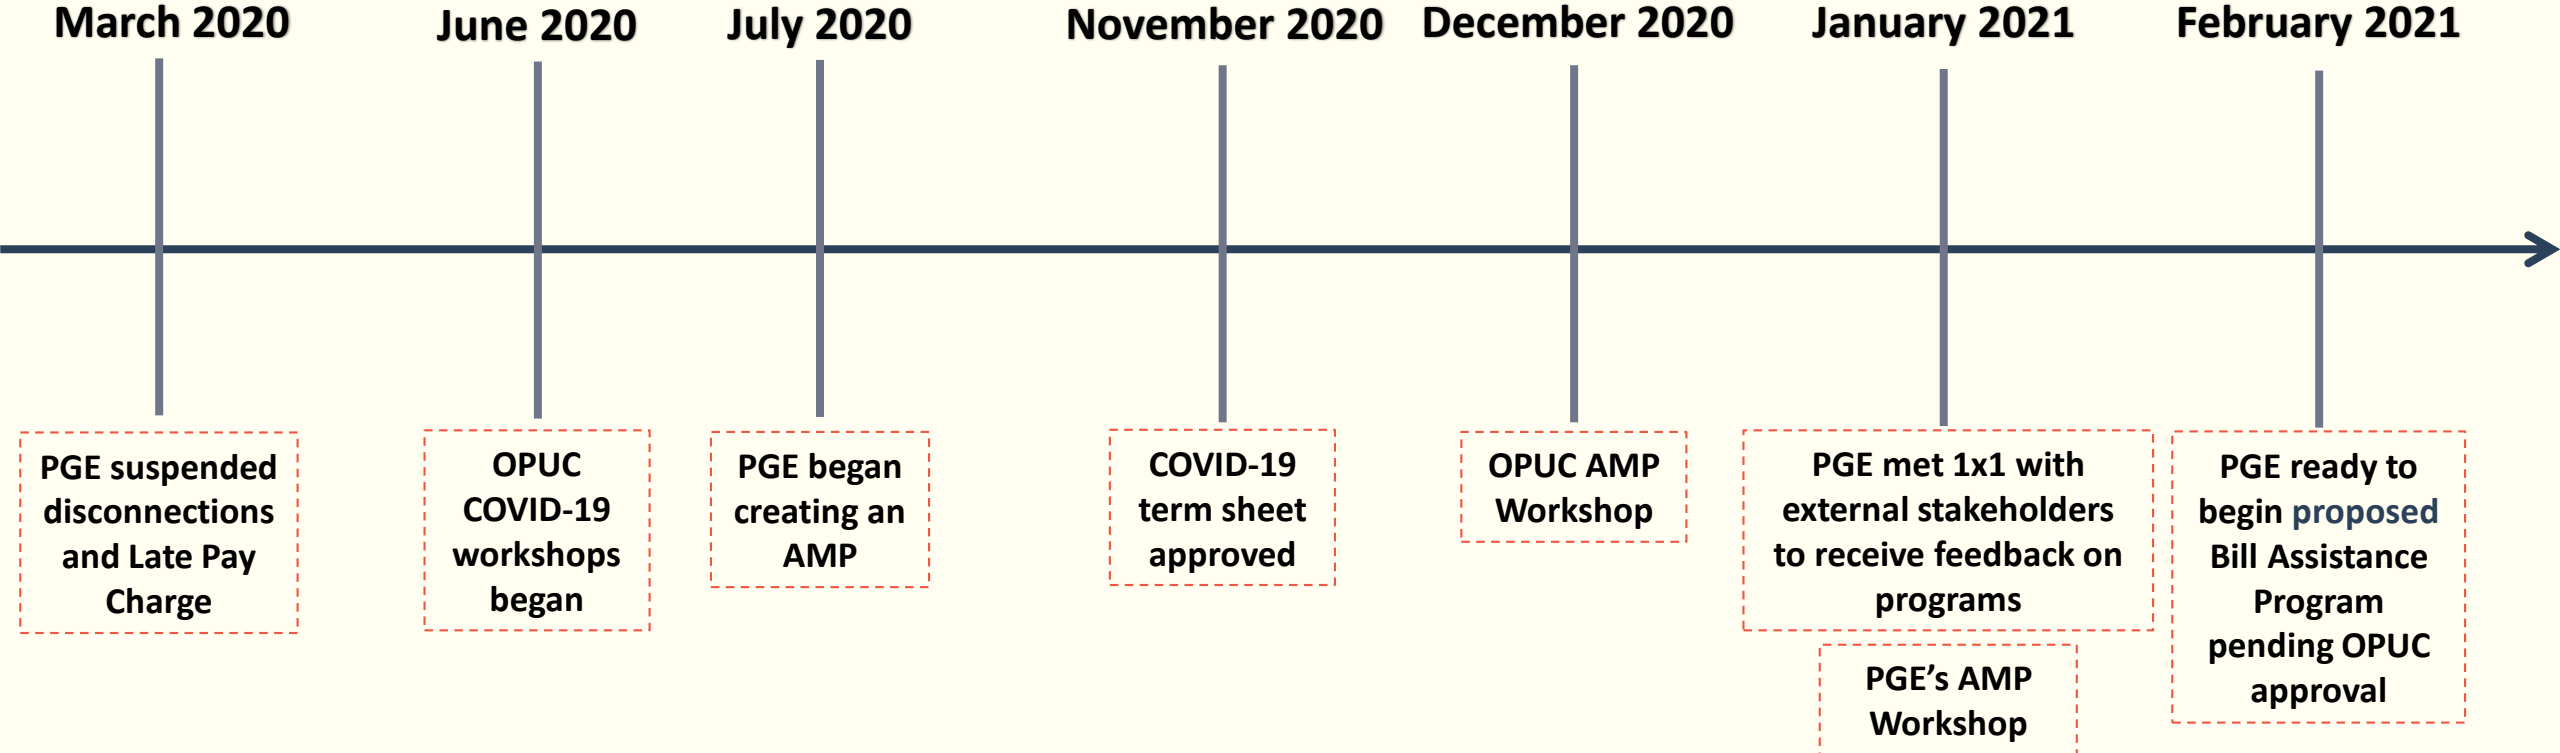 March 2020
June 2020
July 2020
November 2020
December 2020
January 2021
February 2021
PGE suspended
disconnections
and Late Pay
Charge
OPUC
COVID-19
workshops
began
PGE began
creating an
AMP
COVID-19
term sheet
approved
OPUC AMP
Workshop
PGE met 1x1 with
external stakeholders
to receive feedback on
programs
PGE’s AMP
Workshop
PGE ready to
begin proposed
Bill Assistance
Program
pending OPUC
approval